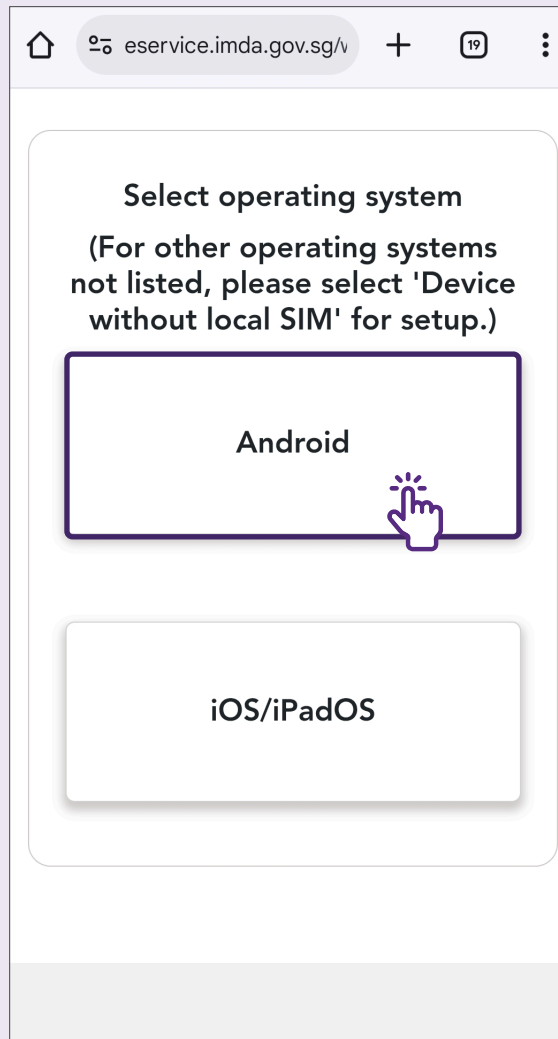 eservice.imda.gov.sg/
19
Select operating system
(For other operating systems
not listed, please select 'Device
without local SIM' for setup.)
Android
iOS/iPadOS